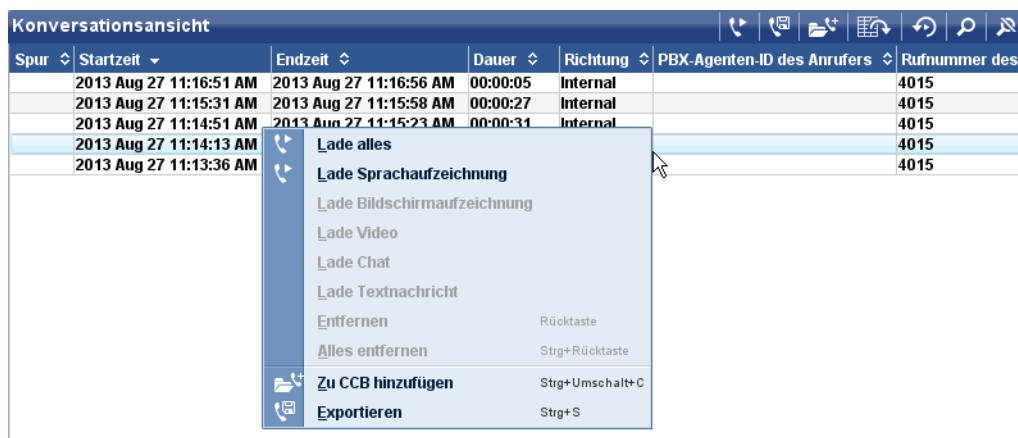 Konversationsansicht
Spur Startzeit Endzeit Dauer Richtung PBX-Agenten-ID des Anrufers Rufnummer des
2013 Aug 27 11:16:51 AM 2013 Aug 27 11:16:56 AM 00:00:05 Internal 4015
2013 Aug 27 11:15:31 AM 2013 Aug 27 11:15:58 AM 00:00:27 Internal 4015
2013 Aug 27 11:14:51 AM 2013 Aug 27 11:15:23 AM 00:00:31 Internal 4015
2013 Aug 27 11:14:13 AM 4015
2013 Aug 27 11:13:36 AM 4015
Lade alles
Lade Sprachaufzeichnung
Lade Bildschirmaufzeichnung
Lade Video
Lade Chat
Lade Textnachricht
Entfernen Rücktaste
Alles entfernen Strg+Rücktaste
Zu CCB hinzufügen Strg+Umschalt+C
Exportieren Strg+S